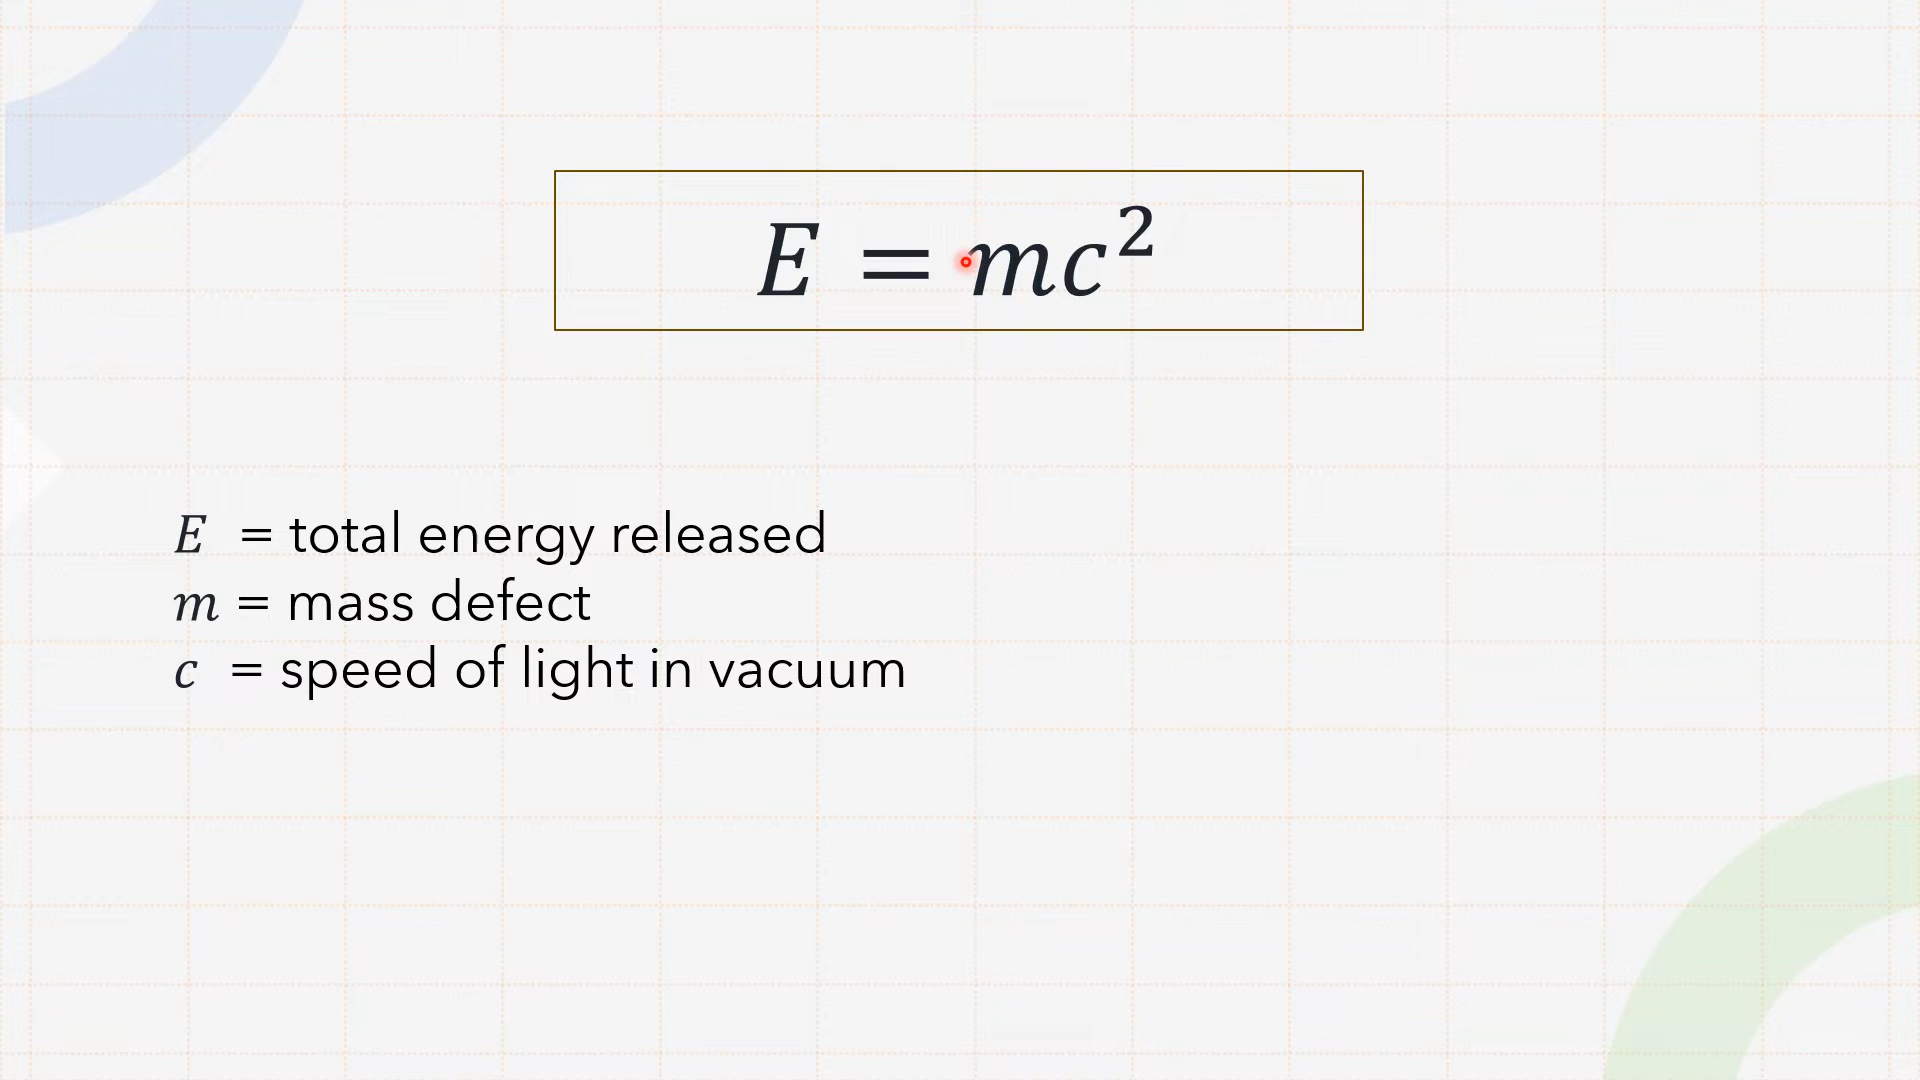 E = mc²
E = total energy released
m = mass defect
c = speed of light in vacuum